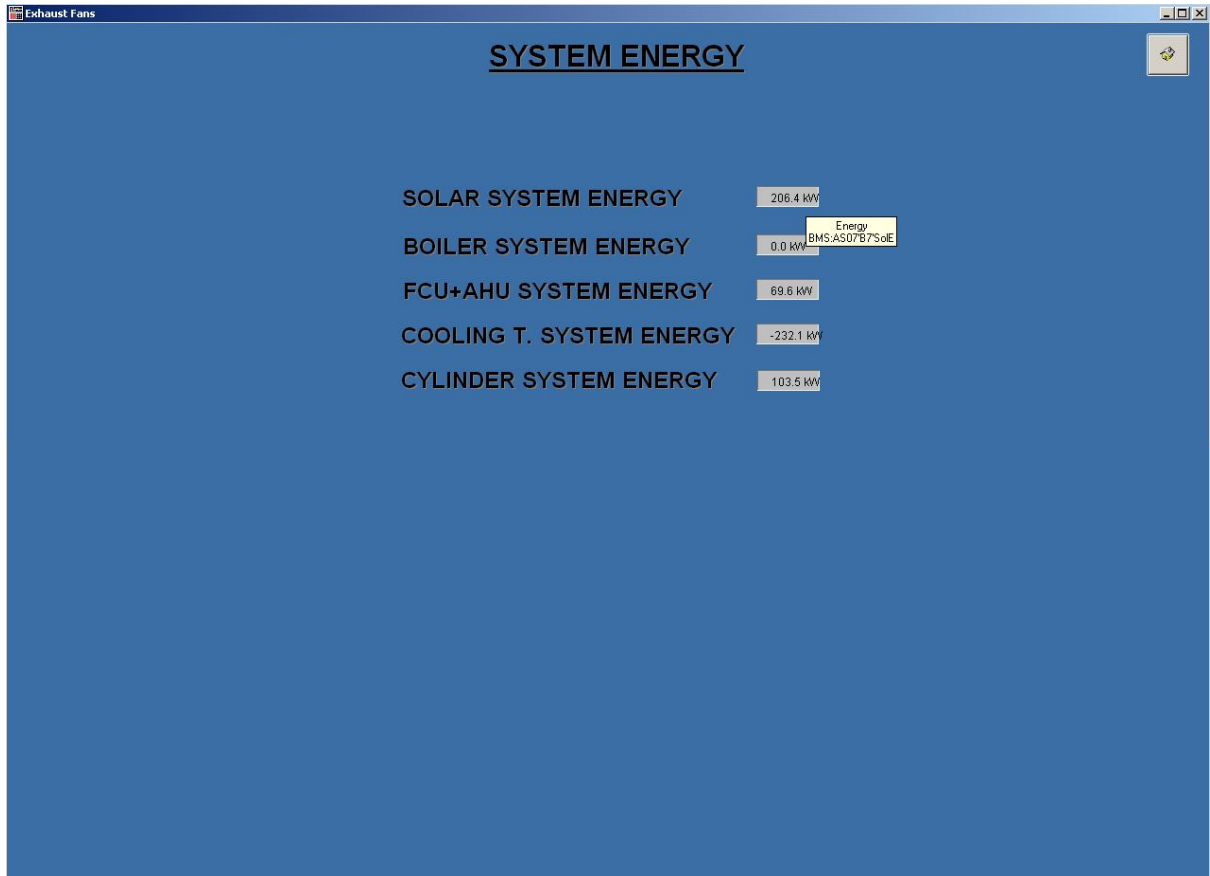 Exhaust Fans
SYSTEM ENERGY
SOLAR SYSTEM ENERGY 206.4 kW
Energy
BMS:AS07'B7'SolE
BOILER SYSTEM ENERGY 0.0 kW
FCU+AHU SYSTEM ENERGY 69.6 kW
COOLING T. SYSTEM ENERGY -232.1 kW
CYLINDER SYSTEM ENERGY 103.5 kW